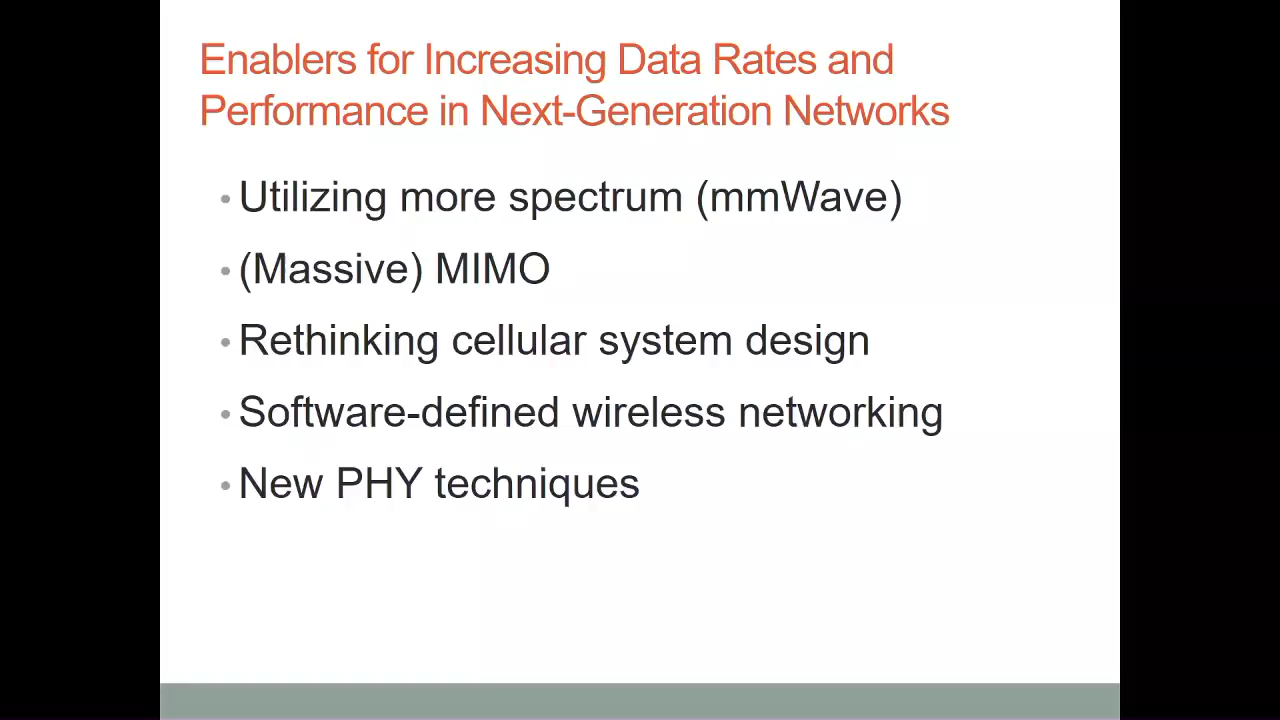 Enablers for Increasing Data Rates and
Performance in Next-Generation Networks
• Utilizing more spectrum (mmWave)
• (Massive) MIMO
• Rethinking cellular system design
• Software-defined wireless networking
• New PHY techniques